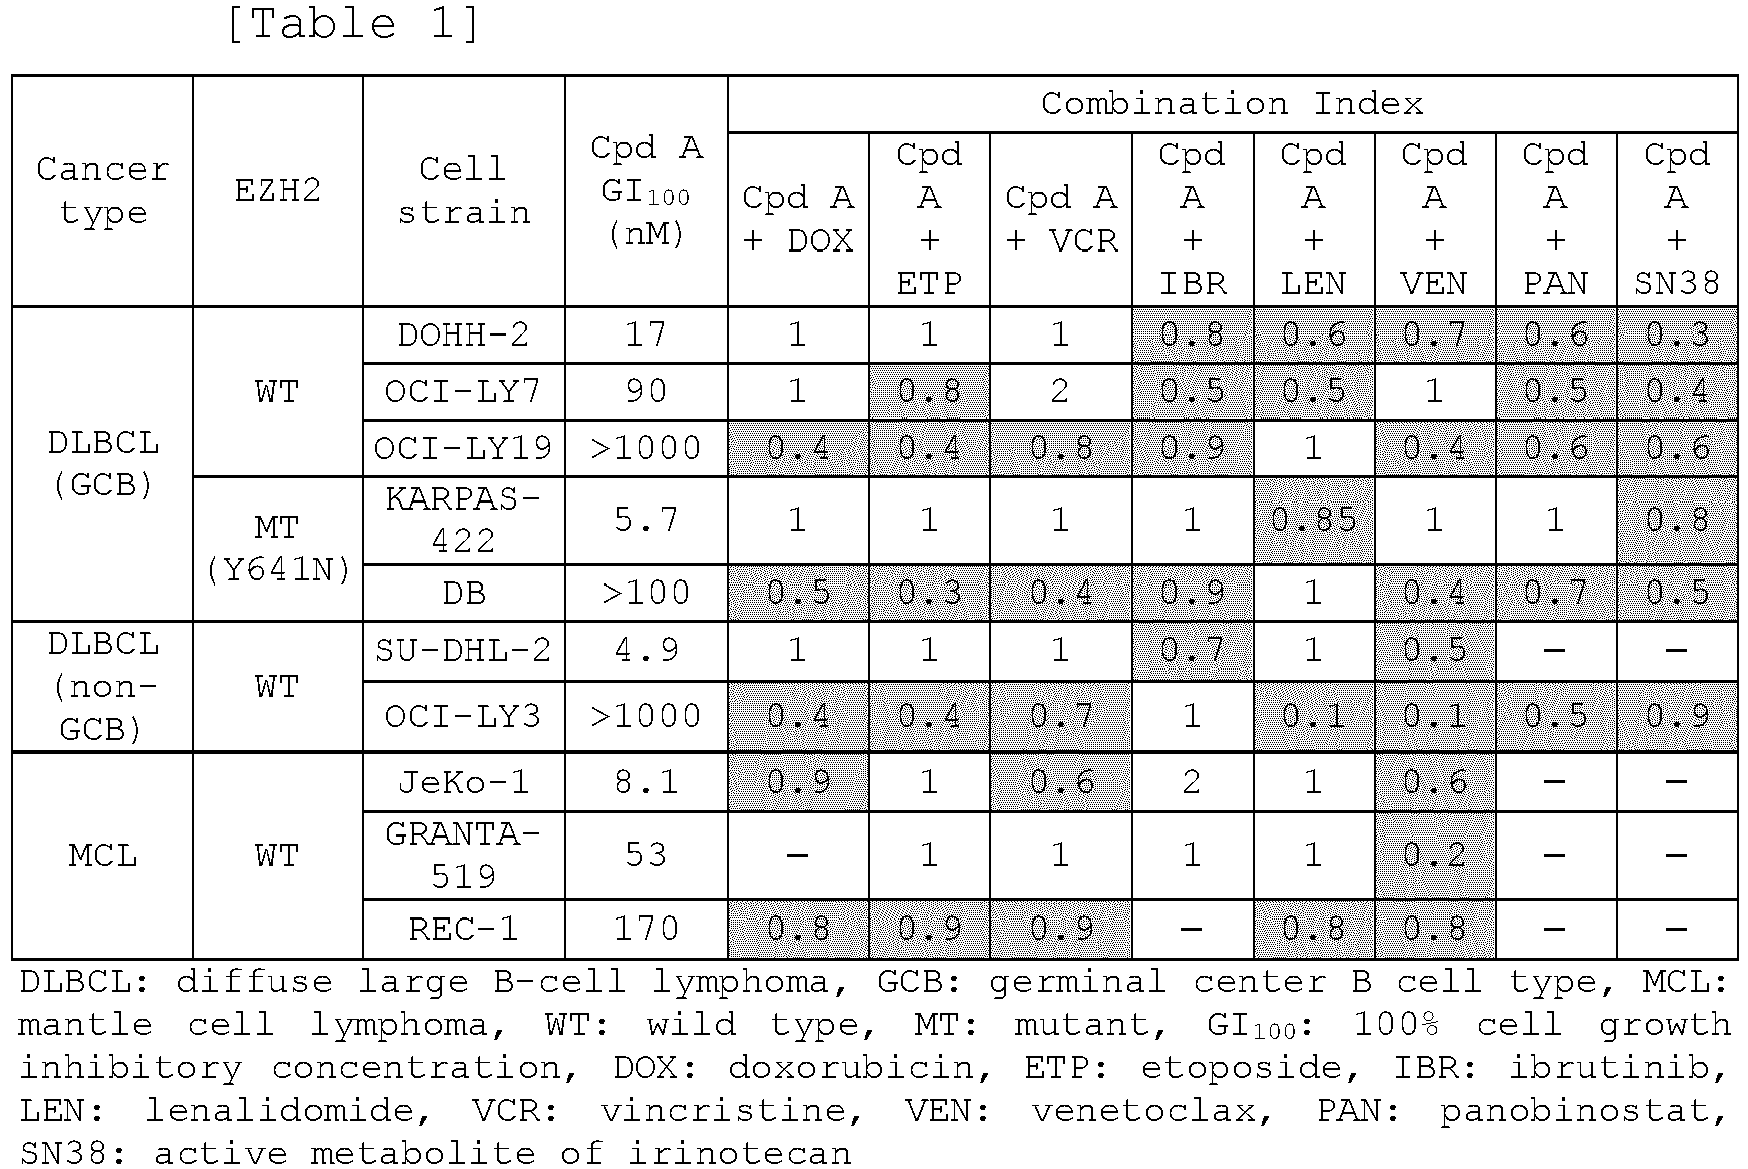 [Table 1]
Cancer type | EZH2 | Cell strain | Cpd A GI₁₀₀ (nM) | Combination Index
Cpd A + DOX | Cpd A + ETP | Cpd A + VCR | Cpd A + IBR | Cpd A + LEN | Cpd A + VEN | Cpd A + PAN | Cpd A + SN38
DLBCL (GCB) | WT | DOHH-2 | 17 | 1 | 1 | 1 | 0.8 | 0.6 | 0.7 | 0.6 | 0.3
OCI-LY7 | 90 | 1 | 0.8 | 2 | 0.5 | 0.5 | 1 | 0.5 | 0.4
OCI-LY19 | >1000 | 0.4 | 0.4 | 0.8 | 0.9 | 1 | 0.4 | 0.6 | 0.6
MT (Y641N) | KARPAS-422 | 5.7 | 1 | 1 | 1 | 1 | 0.85 | 1 | 1 | 0.8
DB | >100 | 0.5 | 0.3 | 0.4 | 0.9 | 1 | 0.4 | 0.7 | 0.5
DLBCL (non-GCB) | WT | SU-DHL-2 | 4.9 | 1 | 1 | 1 | 0.7 | 1 | 0.5 | – | –
OCI-LY3 | >1000 | 0.4 | 0.4 | 0.7 | 1 | 0.1 | 0.1 | 0.5 | 0.9
MCL | WT | JeKo-1 | 8.1 | 0.9 | 1 | 0.6 | 2 | 1 | 0.6 | – | –
GRANTA-519 | 53 | – | 1 | 1 | 1 | 1 | 0.2 | – | –
REC-1 | 170 | 0.8 | 0.9 | 0.9 | – | 0.8 | 0.8 | – | –
DLBCL: diffuse large B-cell lymphoma, GCB: germinal center B cell type, MCL:
mantle cell lymphoma, WT: wild type, MT: mutant, GI₁₀₀: 100% cell growth
inhibitory concentration, DOX: doxorubicin, ETP: etoposide, IBR: ibrutinib,
LEN: lenalidomide, VCR: vincristine, VEN: venetoclax, PAN: panobinostat,
SN38: active metabolite of irinotecan